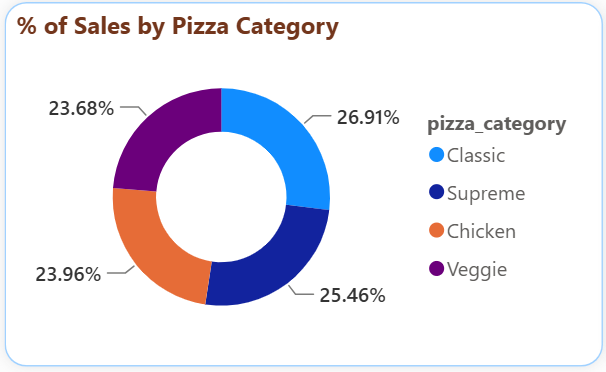 % of Sales by Pizza Category
23.68%
26.91%
23.96%
25.46%
pizza_category
Classic
Supreme
Chicken
Veggie